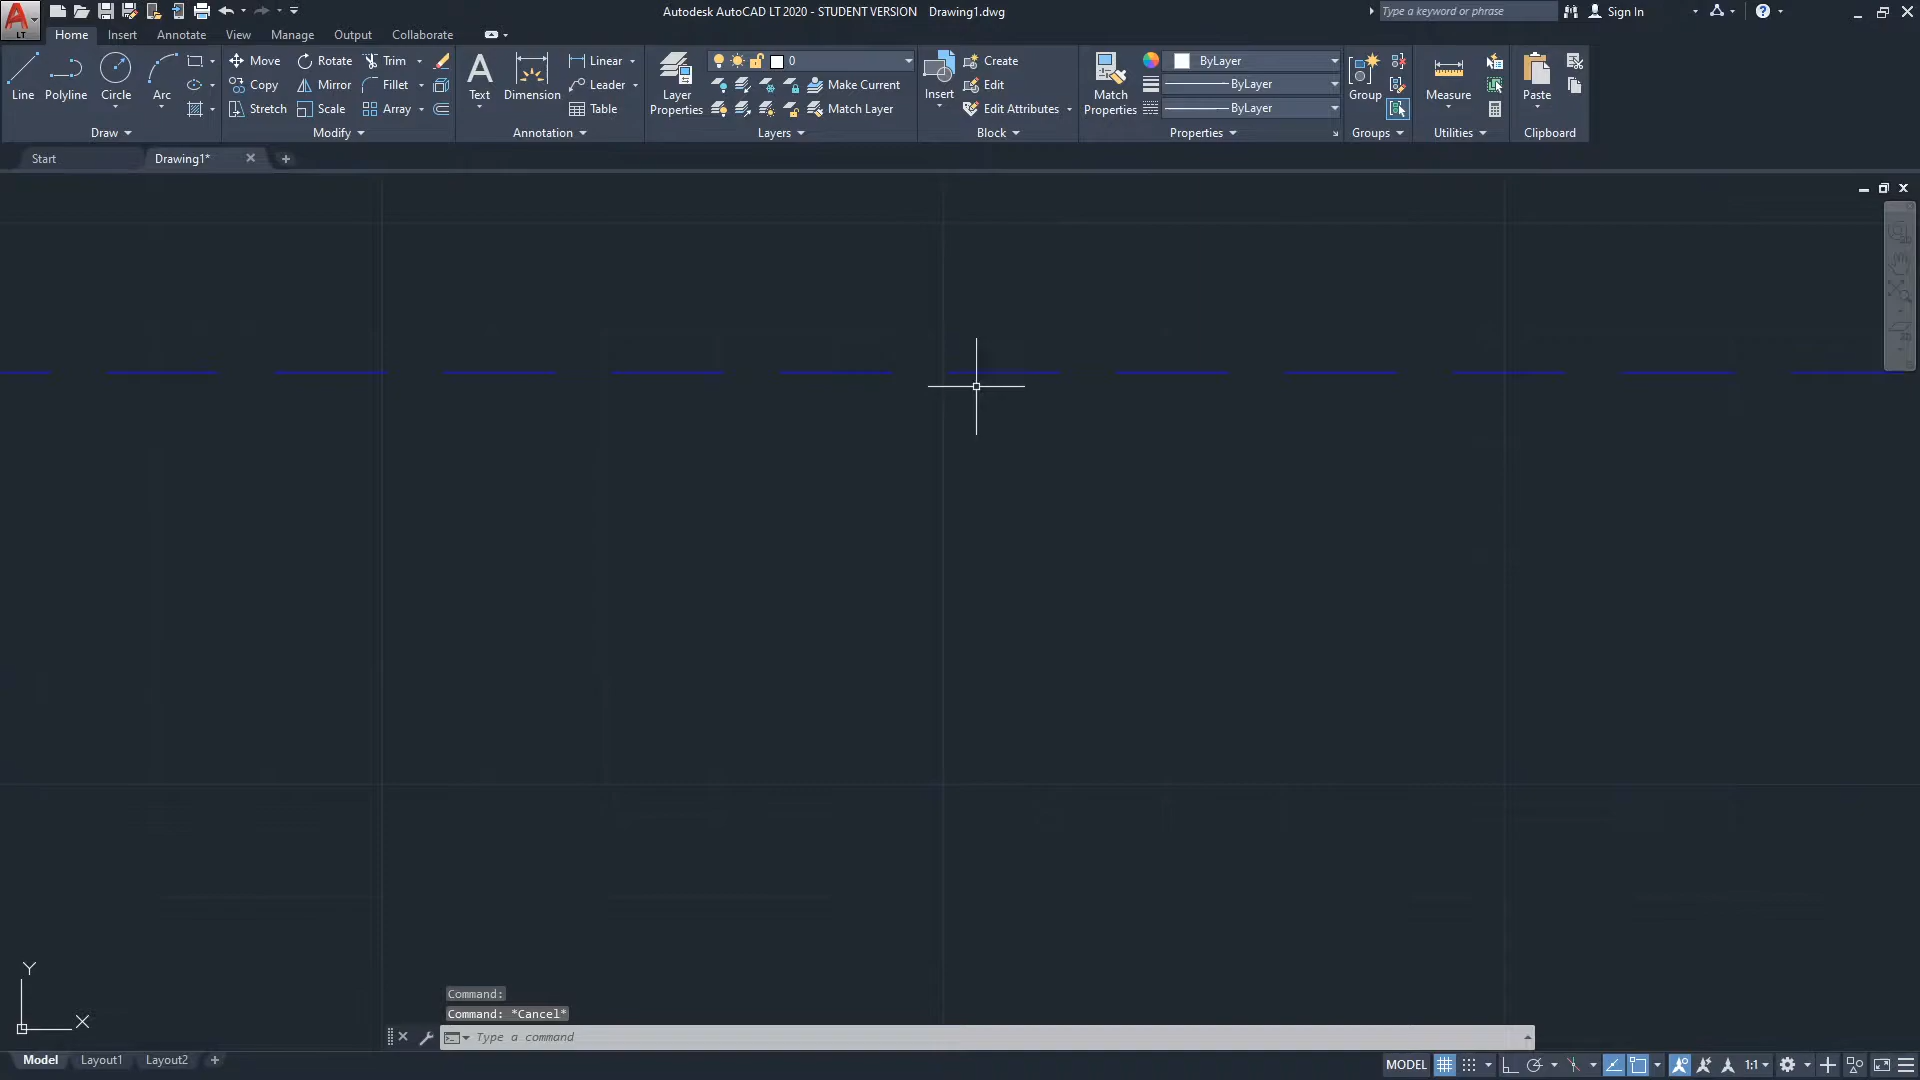 Autodesk AutoCAD LT 2020 - STUDENT VERSION Drawing1.dwg
Type a keyword or phrase
Sign In
LT
Home Insert Annotate View Manage Output Collaborate
Line Polyline Circle Arc
Draw
Move Rotate Trim
Copy Mirror Fillet
Stretch Scale Array
Modify
Text Dimension
Linear
Leader
Table
Annotation
Layer
Properties
0
Make Current
Match Layer
Layers
Insert
Create
Edit
Edit Attributes
Block
Match
Properties
ByLayer
ByLayer
ByLayer
Properties
Group
Groups
Measure
Utilities
Paste
Clipboard
Start Drawing1*
Y
X
Command:
Command: *Cancel*
Type a command
Model Layout1 Layout2
MODEL 1:1